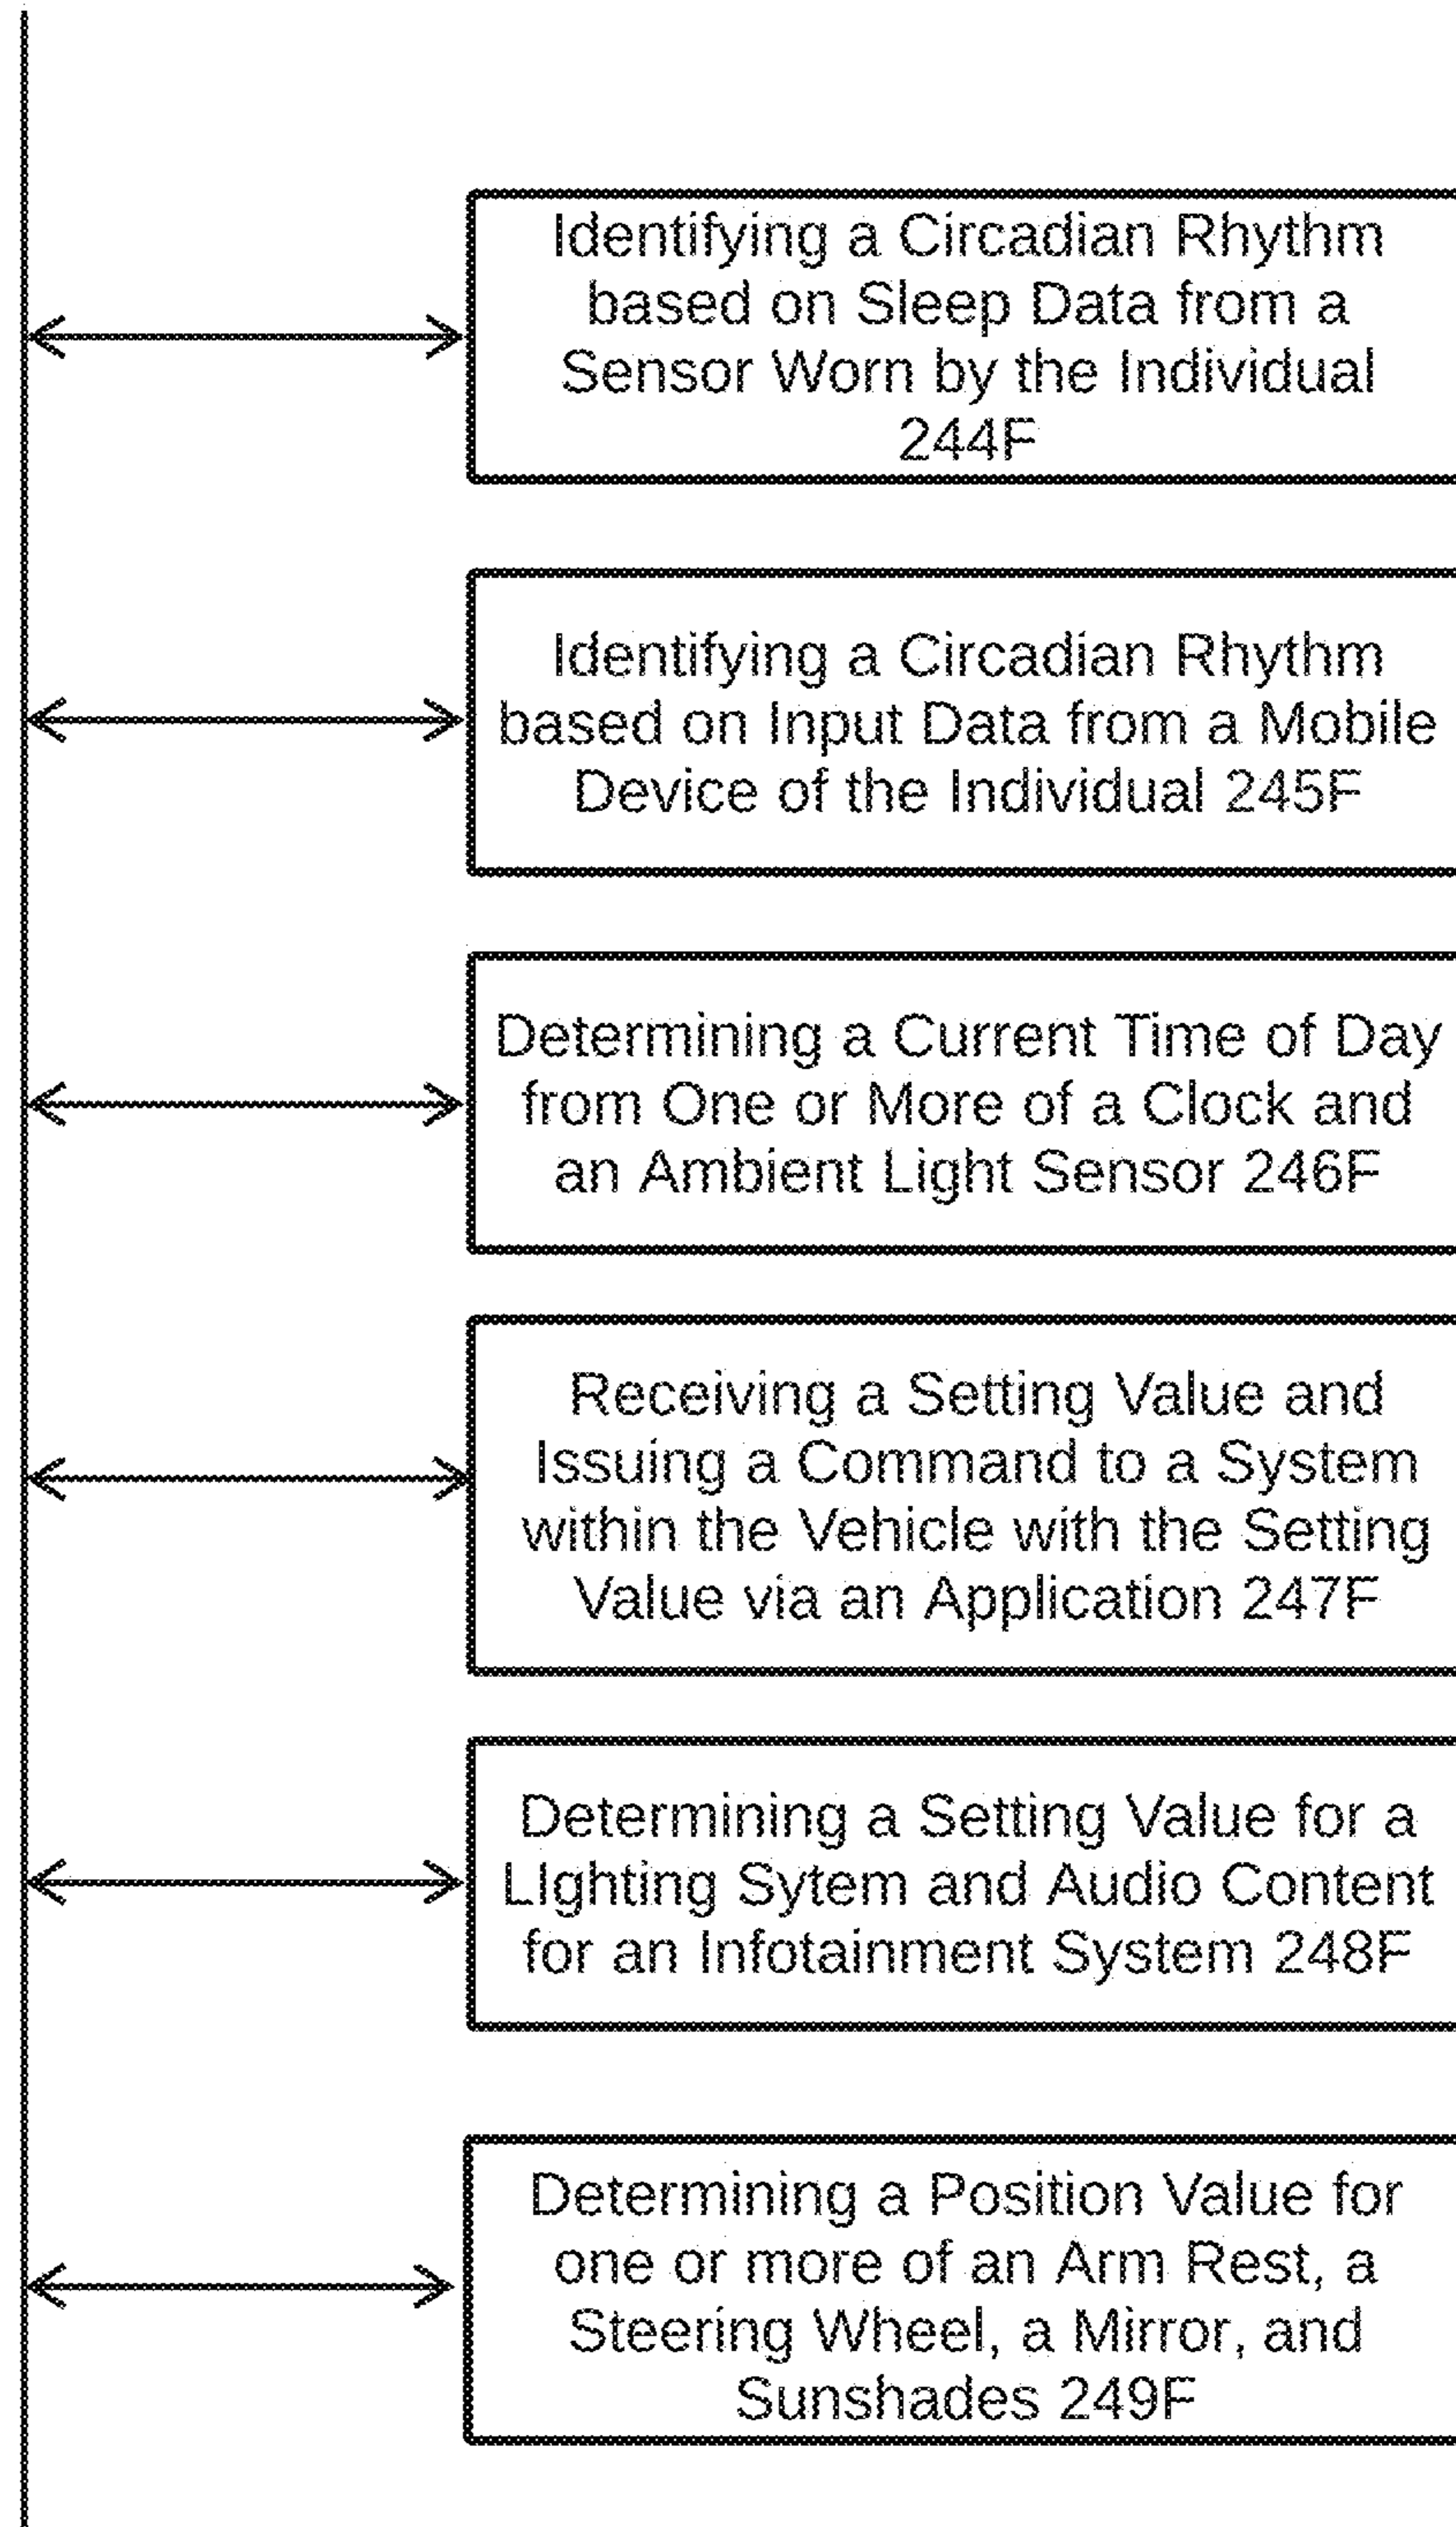 Identifying a Circadian Rhythm
based on Sleep Data from a
Sensor Worn by the Individual
244F
Identifying a Circadian Rhythm
based on Input Data from a Mobile
Device of the Individual 245F
Determining a Current Time of Day
from One or More of a Clock and
an Ambient Light Sensor 246F
Receiving a Setting Value and
Issuing a Command to a System
within the Vehicle with the Setting
Value via an Application 247F
Determining a Setting Value for a
LIghting Sytem and Audio Content
for an Infotainment System 248F
Determining a Position Value for
one or more of an Arm Rest, a
Steering Wheel, a Mirror, and
Sunshades 249F